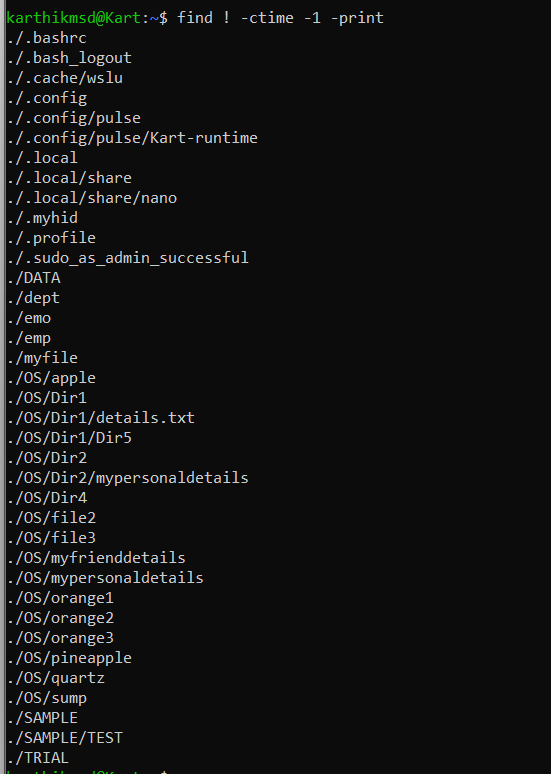 karthikmsd@Kart:~$ find ! -ctime -1 -print
./.bashrc
./.bash_logout
./.cache/wslu
./.config
./.config/pulse
./.config/pulse/Kart-runtime
./.local
./.local/share
./.local/share/nano
./.myhid
./.profile
./.sudo_as_admin_successful
./DATA
./dept
./emo
./emp
./myfile
./OS/apple
./OS/Dir1
./OS/Dir1/details.txt
./OS/Dir1/Dir5
./OS/Dir2
./OS/Dir2/mypersonaldetails
./OS/Dir4
./OS/file2
./OS/file3
./OS/myfrienddetails
./OS/mypersonaldetails
./OS/orange1
./OS/orange2
./OS/orange3
./OS/pineapple
./OS/quartz
./OS/sump
./SAMPLE
./SAMPLE/TEST
./TRIAL